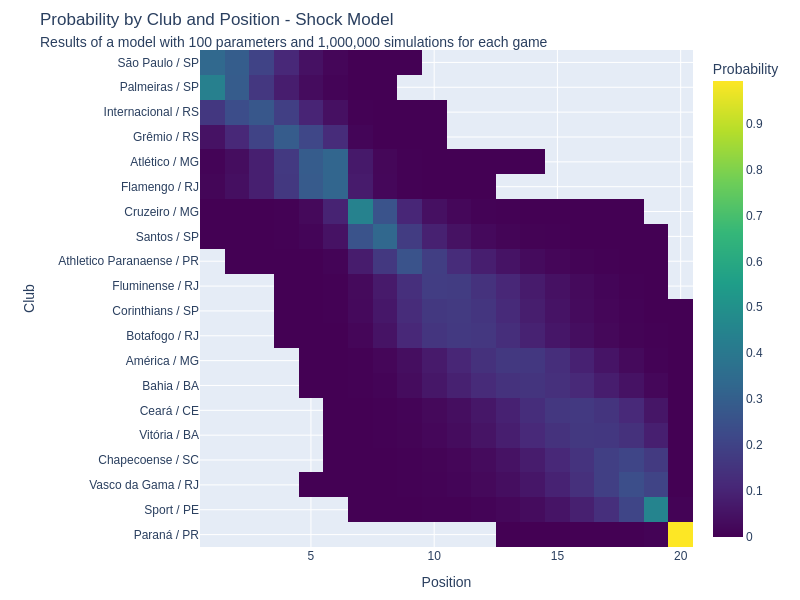 Probability by Club and Position - Shock Model
Results of a model with 100 parameters and 1,000,000 simulations for each game
São Paulo / SP
Palmeiras / SP
Internacional / RS
Grêmio / RS
Atlético / MG
Flamengo / RJ
Cruzeiro / MG
Santos / SP
Athletico Paranaense / PR
Fluminense / RJ
Corinthians / SP
Botafogo / RJ
América / MG
Bahia / BA
Ceará / CE
Vitória / BA
Chapecoense / SC
Vasco da Gama / RJ
Sport / PE
Paraná / PR
Club
5
10
15
20
Position
Probability
0.9
0.8
0.7
0.6
0.5
0.4
0.3
0.2
0.1
0